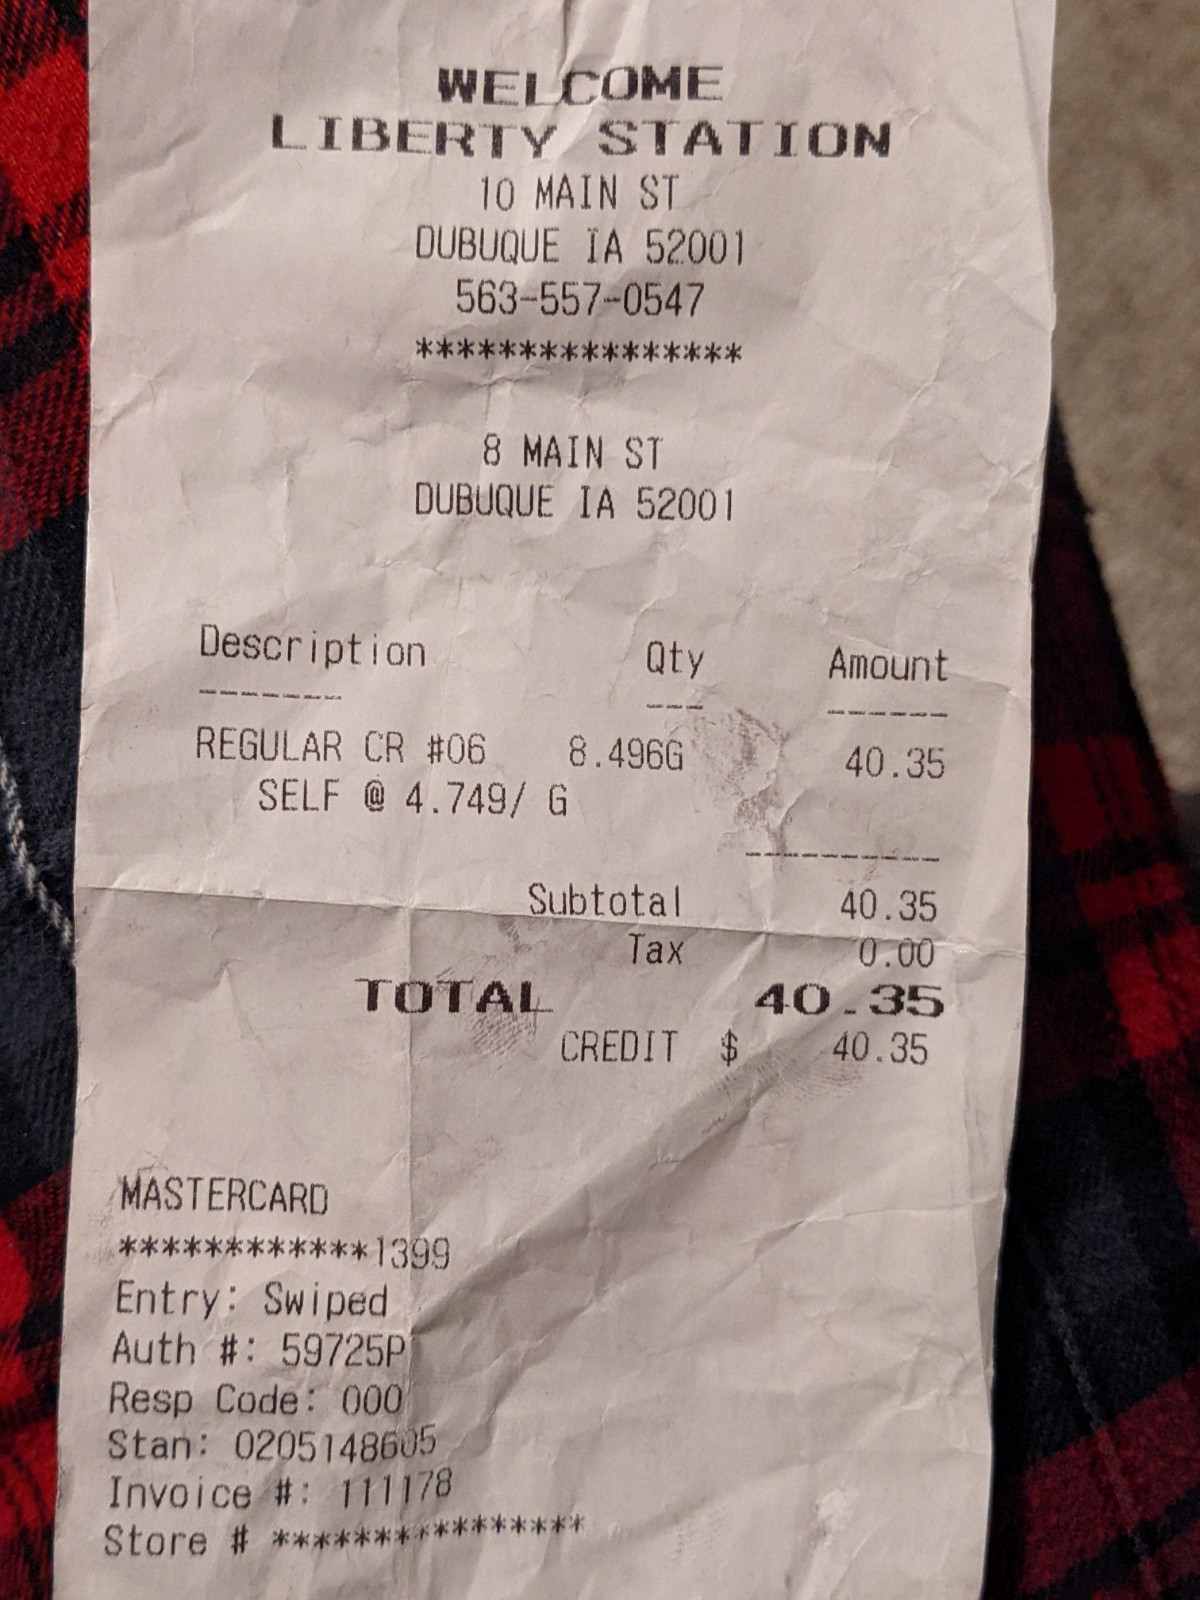 WELCOME
LIBERTY STATION
10 MAIN ST
DUBUQUE IA 52001
563-557-0547
****************
8 MAIN ST
DUBUQUE IA 52001
Description Qty Amount
REGULAR CR #06 8.496G 40.35
SELF @ 4.749/ G
Subtotal 40.35
Tax 0.00
TOTAL 40.35
CREDIT $ 40.35
MASTERCARD
************1399
Entry: Swiped
Auth #: 59725P
Resp Code: 000
Stan: 0205148605
Invoice #: 111178
Store # ****************